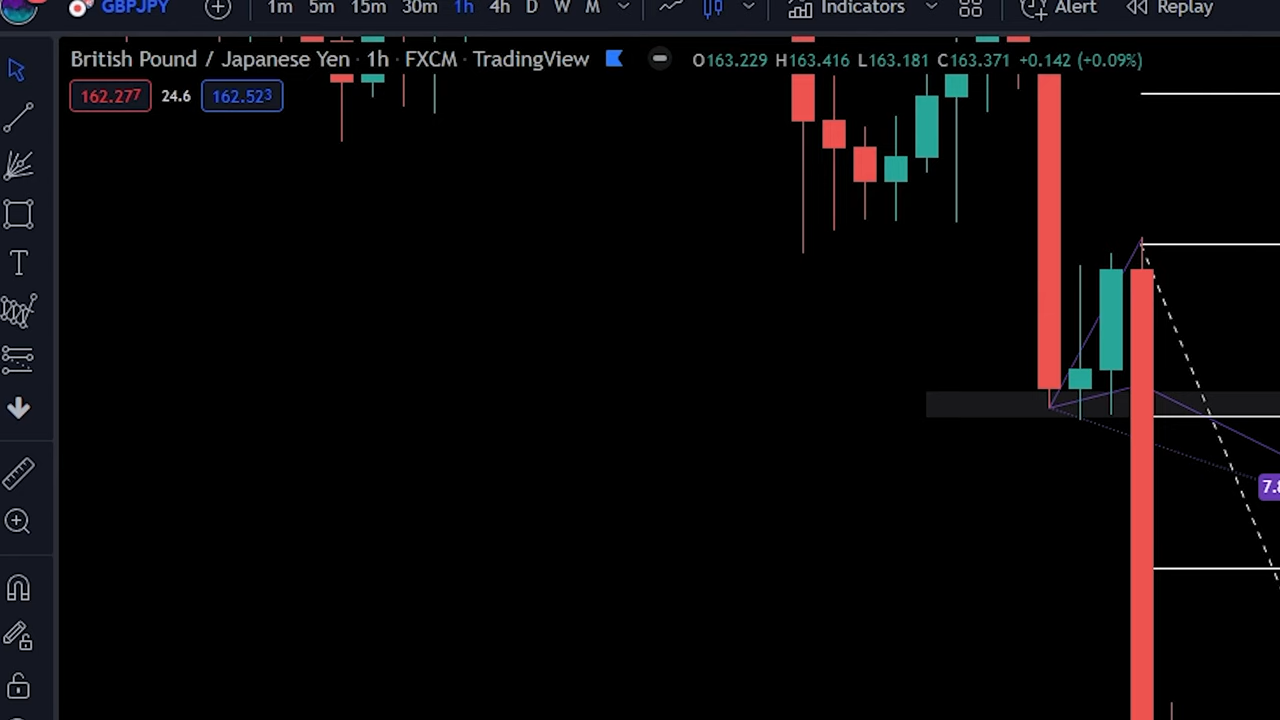 GBPJPY 1m 5m 15m 30m 1h 4h D W M Indicators Alert Replay
British Pound / Japanese Yen · 1h · FXCM · TradingView O163.229 H163.416 L163.181 C163.371 +0.142 (+0.09%)
162.277 24.6 162.523
T